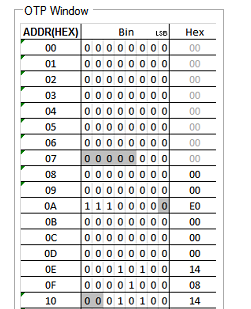 OTP Window
ADDR(HEX) Bin LSB Hex
00 0 0 0 0 0 0 0 0 00
01 0 0 0 0 0 0 0 0 00
02 0 0 0 0 0 0 0 0 00
03 0 0 0 0 0 0 0 0 00
04 0 0 0 0 0 0 0 0 00
05 0 0 0 0 0 0 0 0 00
06 0 0 0 0 0 0 0 0 00
07 0 0 0 0 0 0 0 0 00
08 0 0 0 0 0 0 0 0 00
09 0 0 0 0 0 0 0 0 00
0A 1 1 1 0 0 0 0 0 E0
0B 0 0 0 0 0 0 0 0 00
0C 0 0 0 0 0 0 0 0 00
0D 0 0 0 0 0 0 0 0 00
0E 0 0 0 1 0 1 0 0 14
0F 0 0 0 0 1 0 0 0 08
10 0 0 0 1 0 1 0 0 14